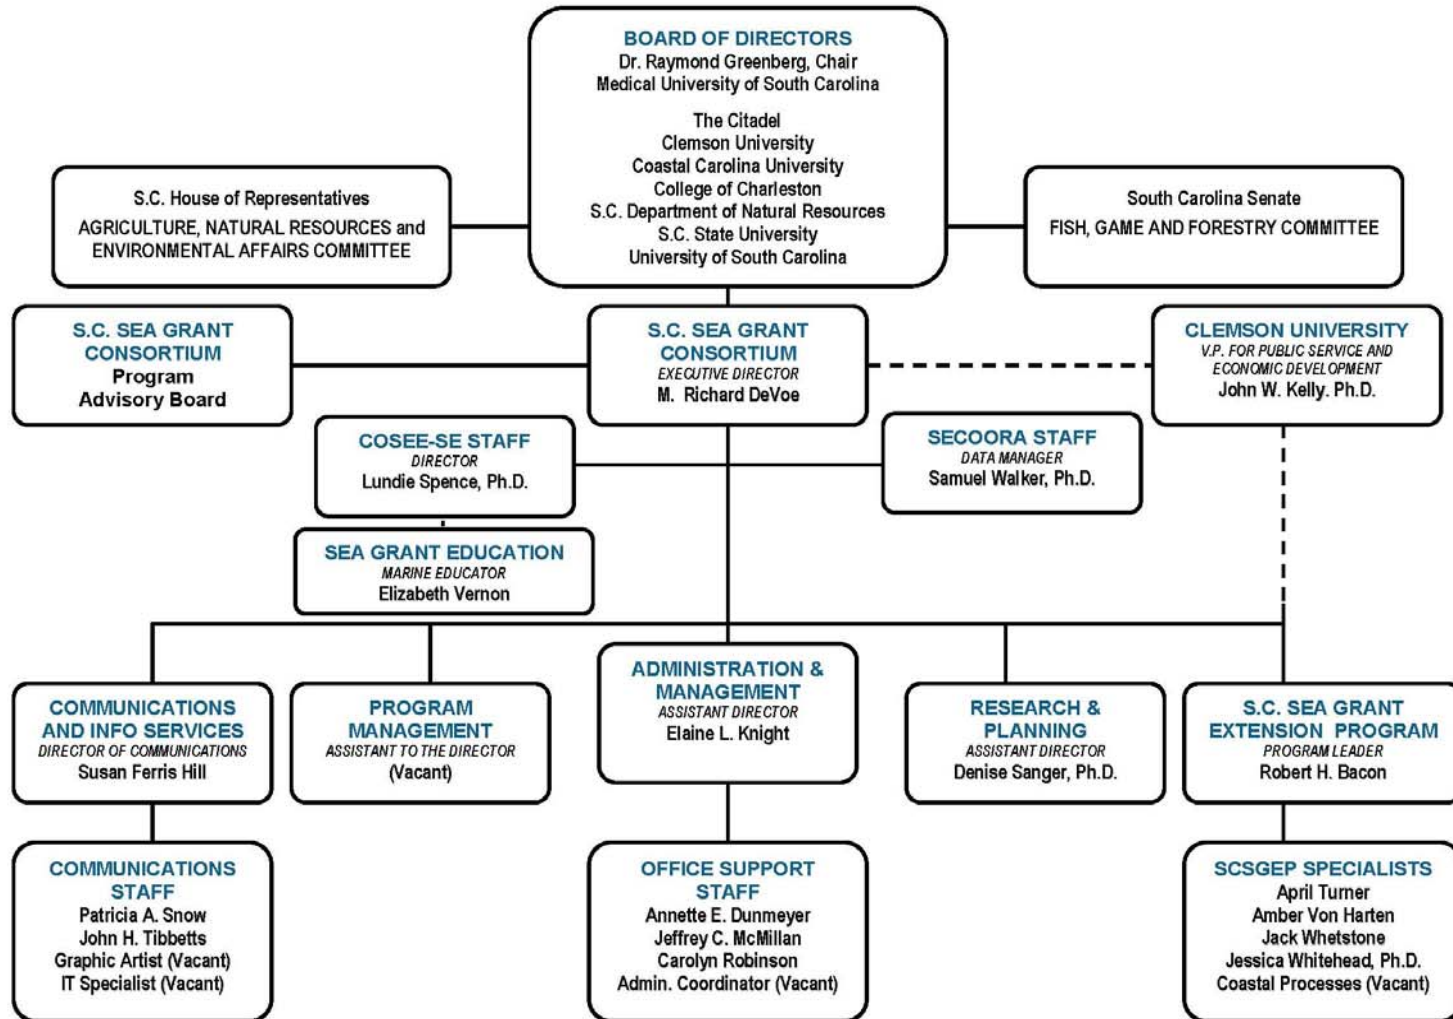 BOARD OF DIRECTORS
Dr. Raymond Greenberg, Chair
Medical University of South Carolina
The Citadel
Clemson University
Coastal Carolina University
College of Charleston
S.C. Department of Natural Resources
S.C. State University
University of South Carolina
S.C. House of Representatives
AGRICULTURE, NATURAL RESOURCES and
ENVIRONMENTAL AFFAIRS COMMITTEE
South Carolina Senate
FISH, GAME AND FORESTRY COMMITTEE
S.C. SEA GRANT
CONSORTIUM
Program
Advisory Board
S.C. SEA GRANT
CONSORTIUM
EXECUTIVE DIRECTOR
M. Richard DeVoe
CLEMSON UNIVERSITY
V.P. FOR PUBLIC SERVICE AND
ECONOMIC DEVELOPMENT
John W. Kelly. Ph.D.
COSEE-SE STAFF
DIRECTOR
Lundie Spence, Ph.D.
SECOORA STAFF
DATA MANAGER
Samuel Walker, Ph.D.
SEA GRANT EDUCATION
MARINE EDUCATOR
Elizabeth Vernon
COMMUNICATIONS
AND INFO SERVICES
DIRECTOR OF COMMUNICATIONS
Susan Ferris Hill
PROGRAM
MANAGEMENT
ASSISTANT TO THE DIRECTOR
(Vacant)
ADMINISTRATION &
MANAGEMENT
ASSISTANT DIRECTOR
Elaine L. Knight
RESEARCH &
PLANNING
ASSISTANT DIRECTOR
Denise Sanger, Ph.D.
S.C. SEA GRANT
EXTENSION PROGRAM
PROGRAM LEADER
Robert H. Bacon
COMMUNICATIONS
STAFF
Patricia A. Snow
John H. Tibbetts
Graphic Artist (Vacant)
IT Specialist (Vacant)
OFFICE SUPPORT
STAFF
Annette E. Dunmeyer
Jeffrey C. McMillan
Carolyn Robinson
Admin. Coordinator (Vacant)
SCSGEP SPECIALISTS
April Turner
Amber Von Harten
Jack Whetstone
Jessica Whitehead, Ph.D.
Coastal Processes (Vacant)